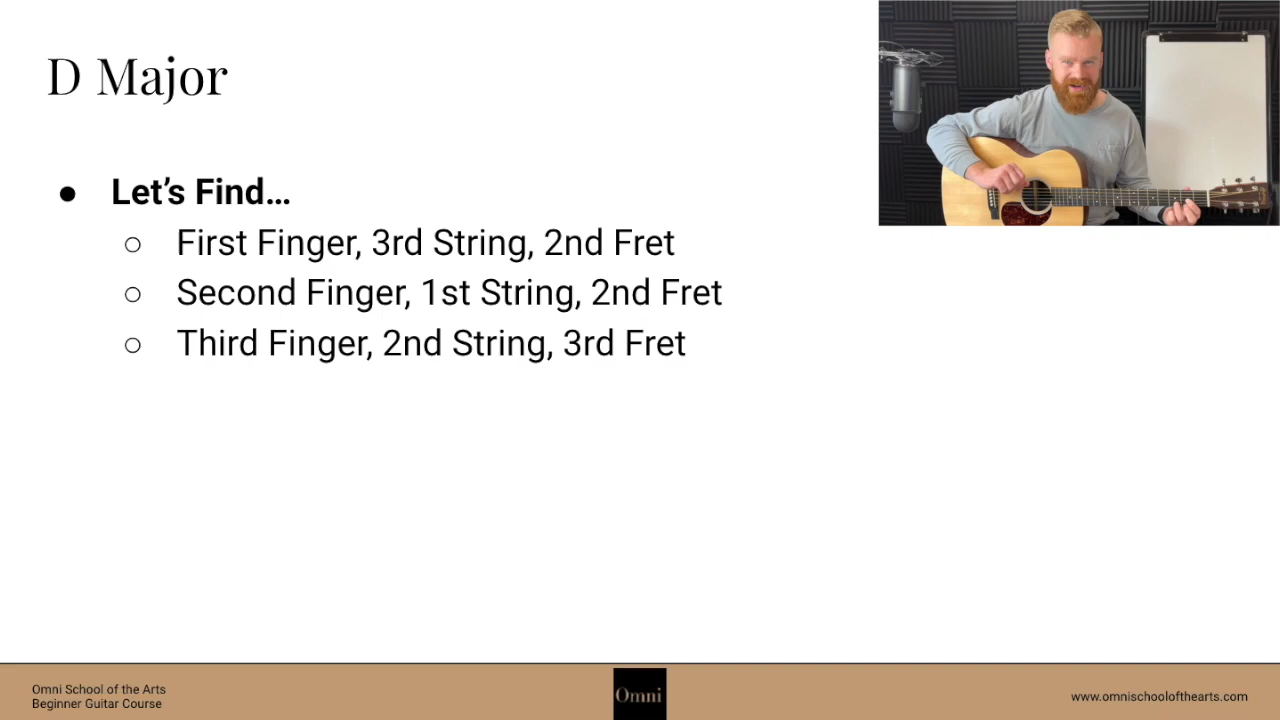 D Major
● Let’s Find...
○ First Finger, 3rd String, 2nd Fret
○ Second Finger, 1st String, 2nd Fret
○ Third Finger, 2nd String, 3rd Fret
Omni School of the Arts
Beginner Guitar Course
Omni
www.omnischoolofthearts.com